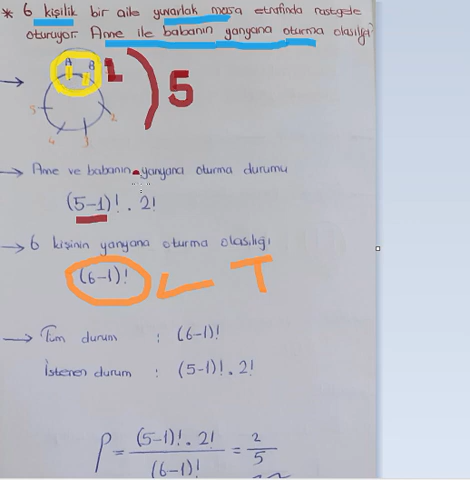 * 6 kişilik bir aile yuvarlak masa etrafında rastgele
oturuyor. Anne ile babanın yanyana oturma olasılığı
A B 1 ) 5
5 2
4 3
→ Anne ve babanın yanyana oturma durumu
(5-1)! . 2!
→ 6 kişinin yanyana oturma olasılığı
(6-1)! T
→ Tüm durum : (6-1)!
İstenen durum : (5-1)! . 2!
P = (5-1)! . 2! / (6-1)! = 2/5